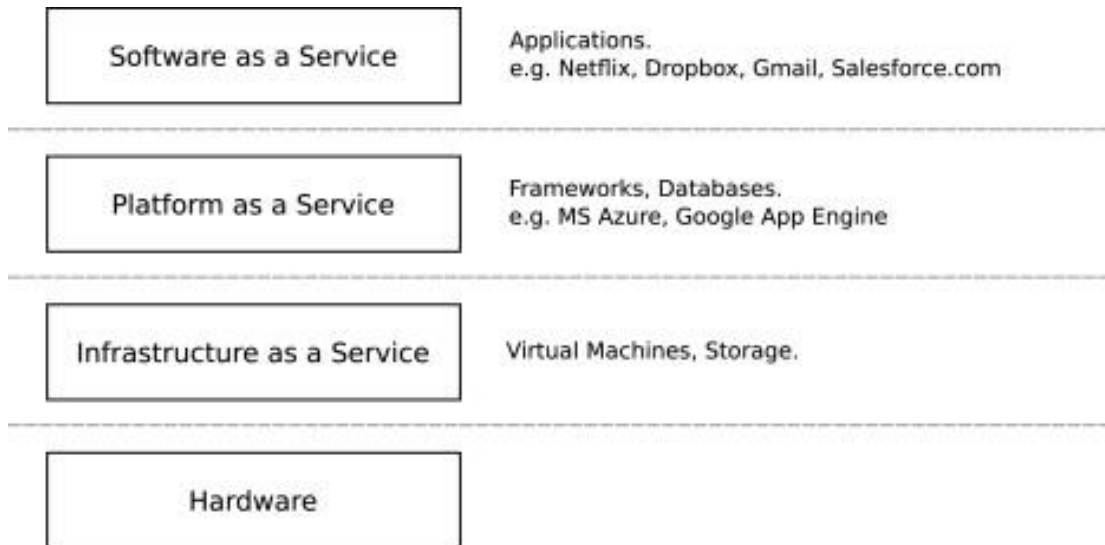 Software as a Service
Applications.
e.g. Netflix, Dropbox, Gmail, Salesforce.com
Platform as a Service
Frameworks, Databases.
e.g. MS Azure, Google App Engine
Infrastructure as a Service
Virtual Machines, Storage.
Hardware